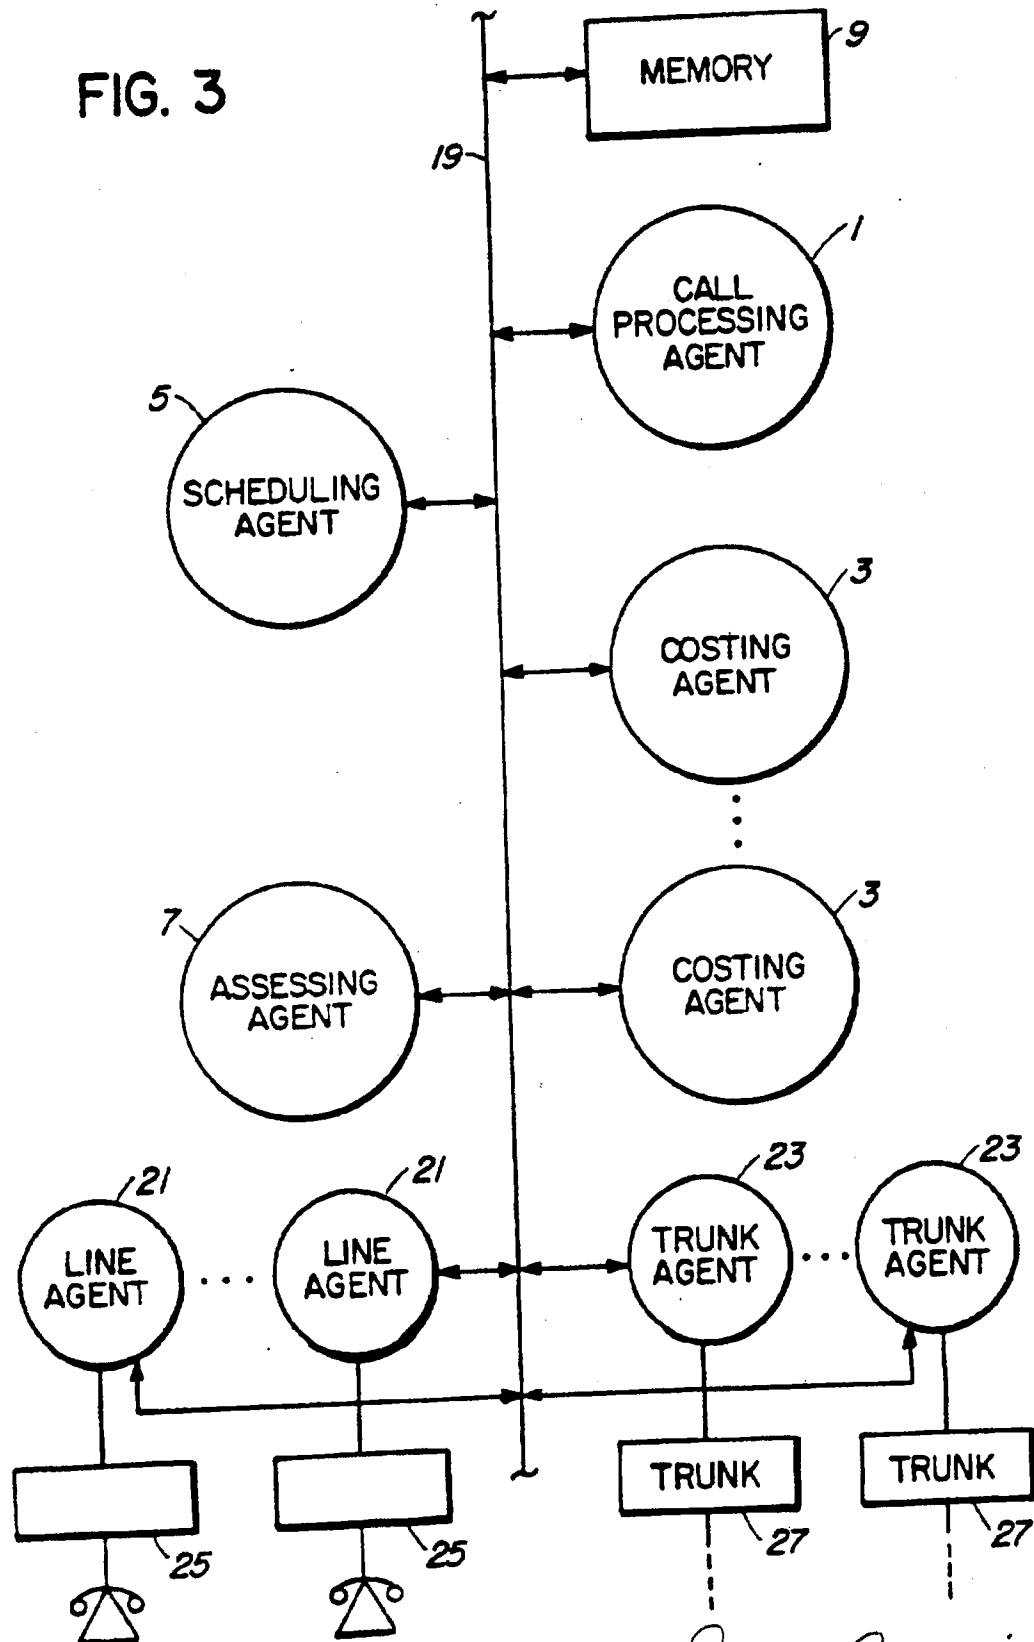 FIG. 3
MEMORY
9
19
1
CALL
PROCESSING
AGENT
5
SCHEDULING
AGENT
3
COSTING
AGENT
3
COSTING
AGENT
7
ASSESSING
AGENT
21
LINE
AGENT
21
LINE
AGENT
23
TRUNK
AGENT
23
TRUNK
AGENT
25
25
TRUNK
27
TRUNK
27